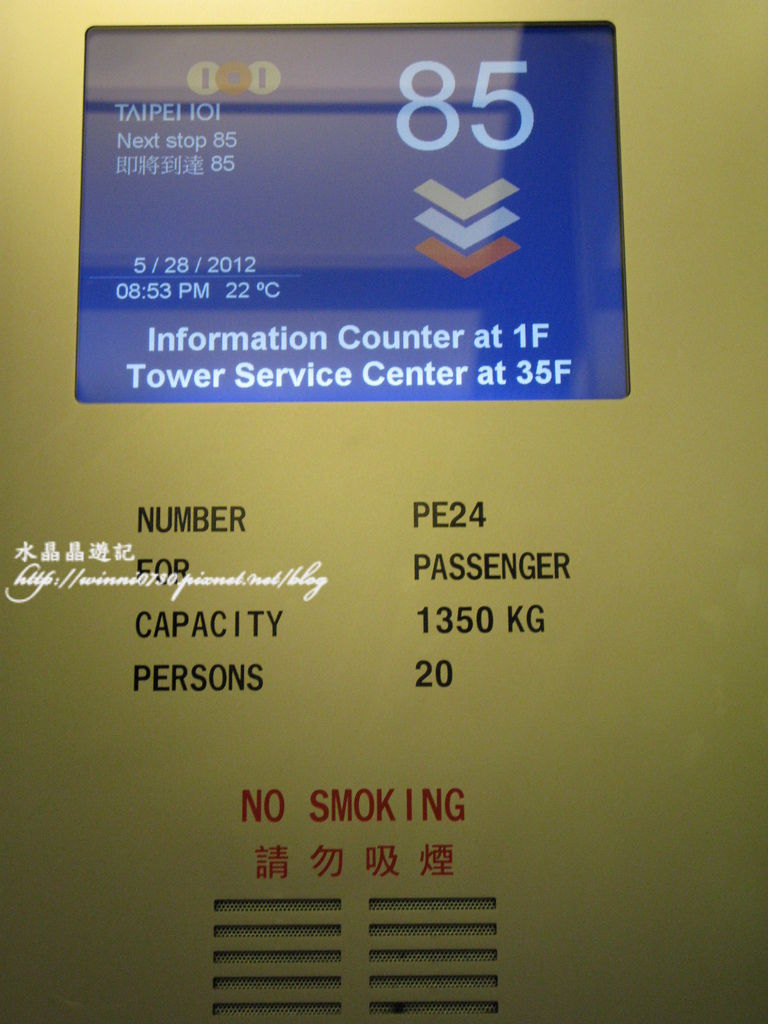 TAIPEI 101
85
Next stop 85
即將到達 85
5 / 28 / 2012
08:53 PM 22 ºC
Information Counter at 1F
Tower Service Center at 35F
NUMBER PE24
水晶晶遊記
FOR PASSENGER
http://winni0780.pixnet.net/blog
CAPACITY 1350 KG
PERSONS 20
NO SMOKING
請勿吸煙